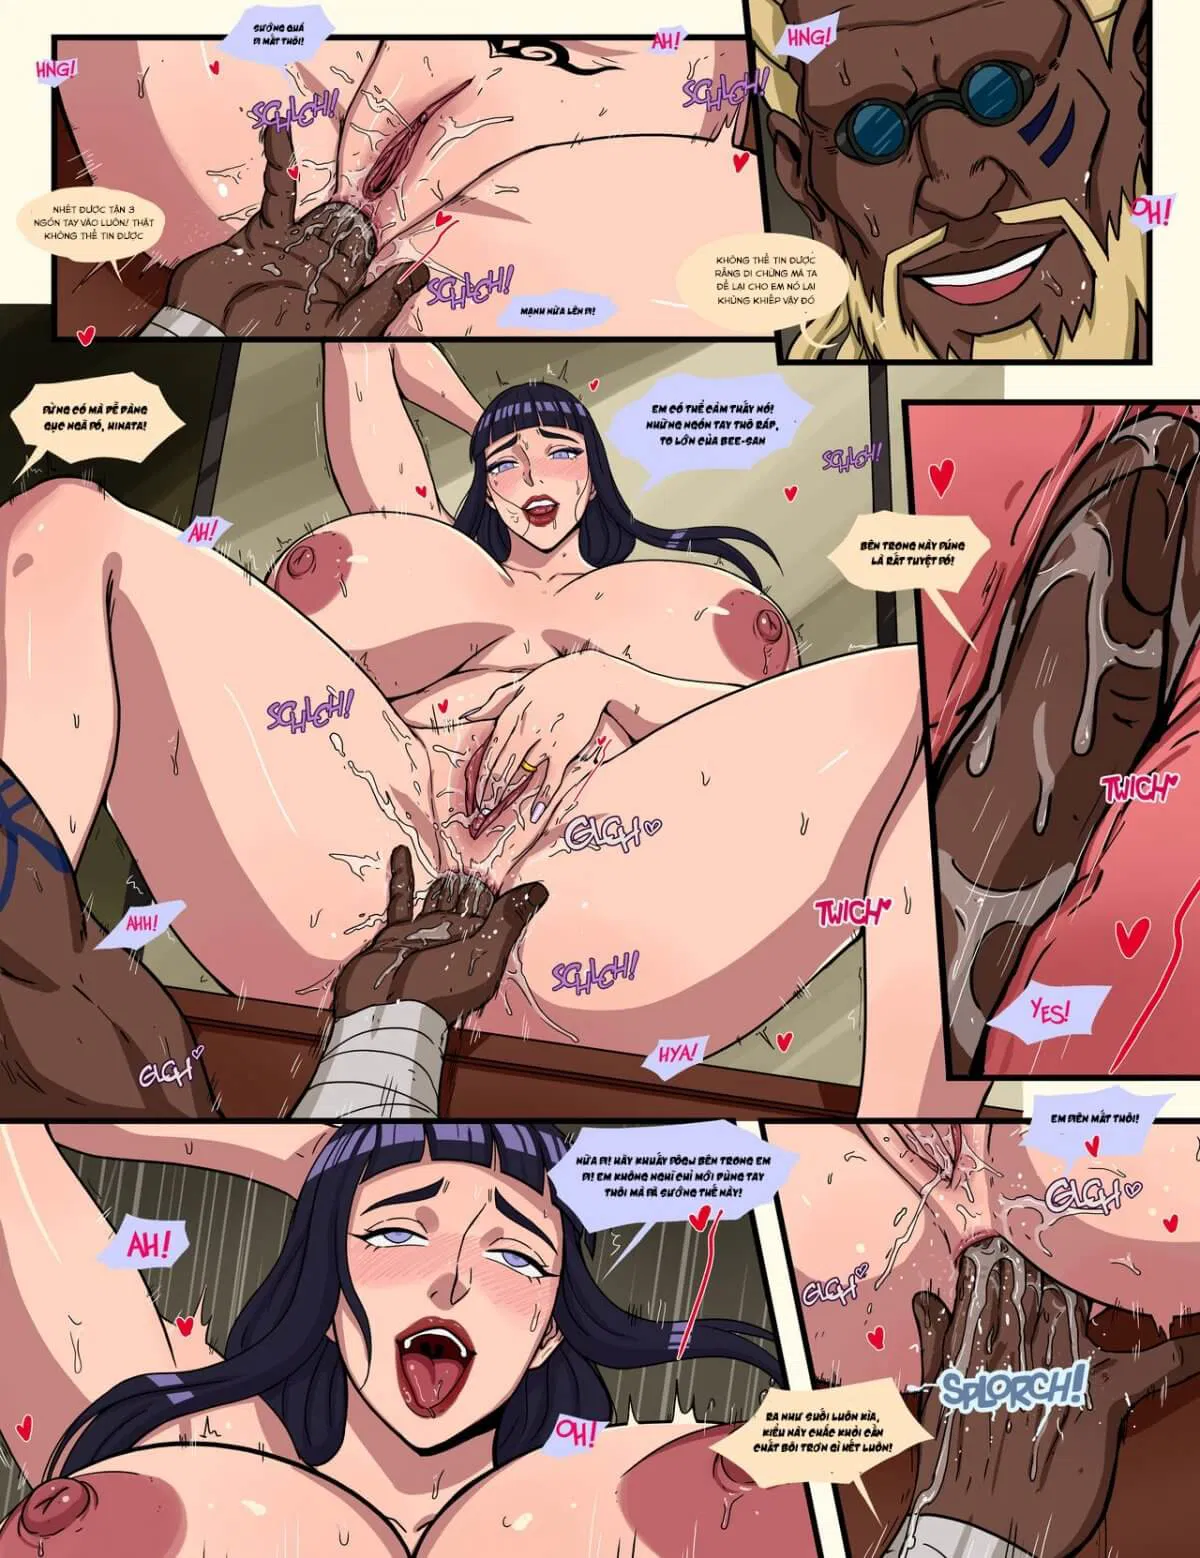 SƯỚNG QUÁ
ĐI MẤT THÔI!
AH!
HNG!
HNG!
SCHLCH!
SCHLCH!
NHÉT ĐƯỢC TẬN 3
NGÓN TAY VÀO LUÔN! THẬT
KHÔNG THỂ TIN ĐƯỢC
OH!
SCHLCH!
MẠNH NỮA LÊN ĐI!
KHÔNG THỂ TIN ĐƯỢC
RẰNG DI CHỨNG MÀ TA
ĐỂ LẠI CHO EM NÓ LẠI
KHỦNG KHIẾP VẬY ĐÓ
ĐỪNG CÓ MÀ DỄ DÀNG
GỤC NGÃ ĐÓ, HINATA!
EM CÓ THỂ CẢM THẤY NÓ!
NHỮNG NGÓN TAY THÔ RÁP,
TO LỚN CỦA BEE-SAN
SCHLCH!
AH!
BÊN TRONG NÀY ĐÚNG
LÀ RẤT TUYỆT ĐÓ!
SCHLCH!
GLCH
TWICH
TWICH
AHH!
SCHLCH!
YES!
HYA!
GLCH
EM ĐIÊN MẤT THÔI!
NỮA ĐI! HÃY KHUẤY ĐỘNG BÊN TRONG EM
ĐI! EM KHÔNG NGHĨ CHỈ MỚI DÙNG TAY
THÔI MÀ ĐÃ SƯỚNG THẾ NÀY!
AH!
GLCH
GLCH
SPLORCH!
OH!
RA NHƯ SUỐI LUÔN KÌA,
KIỂU NÀY CHẮC KHỎI CẦN
CHẤT BÔI TRƠN GÌ HẾT LUÔN!